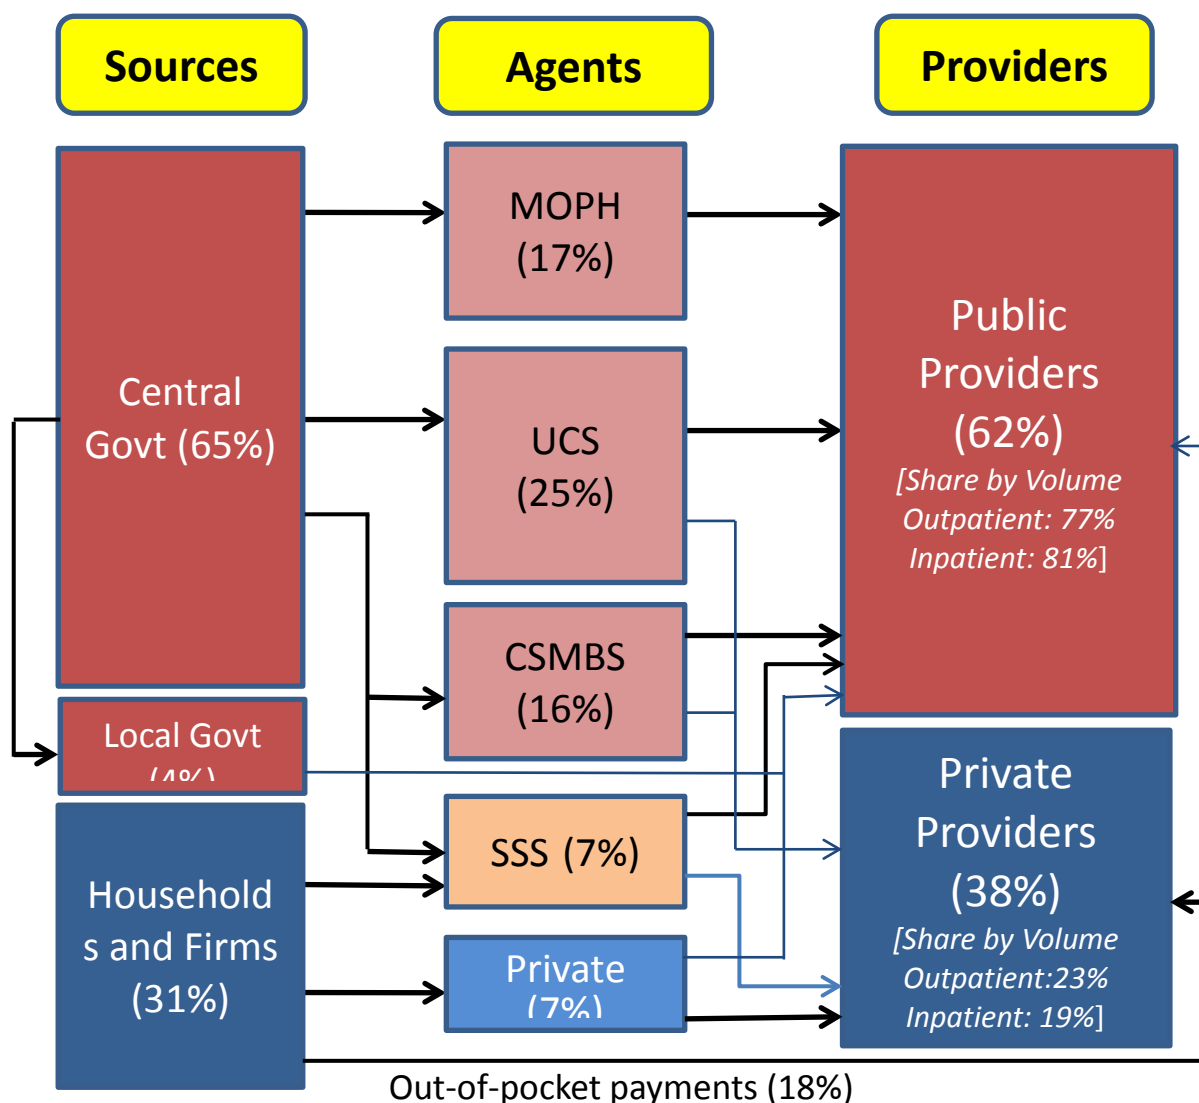 Sources
Agents
Providers
Central
Govt (65%)
Local Govt
(4%)
Household
s and Firms
(31%)
MOPH
(17%)
UCS
(25%)
CSMBS
(16%)
SSS (7%)
Private
(7%)
Public
Providers
(62%)
[Share by Volume
Outpatient: 77%
Inpatient: 81%]
Private
Providers
(38%)
[Share by Volume
Outpatient:23%
Inpatient: 19%]
Out-of-pocket payments (18%)